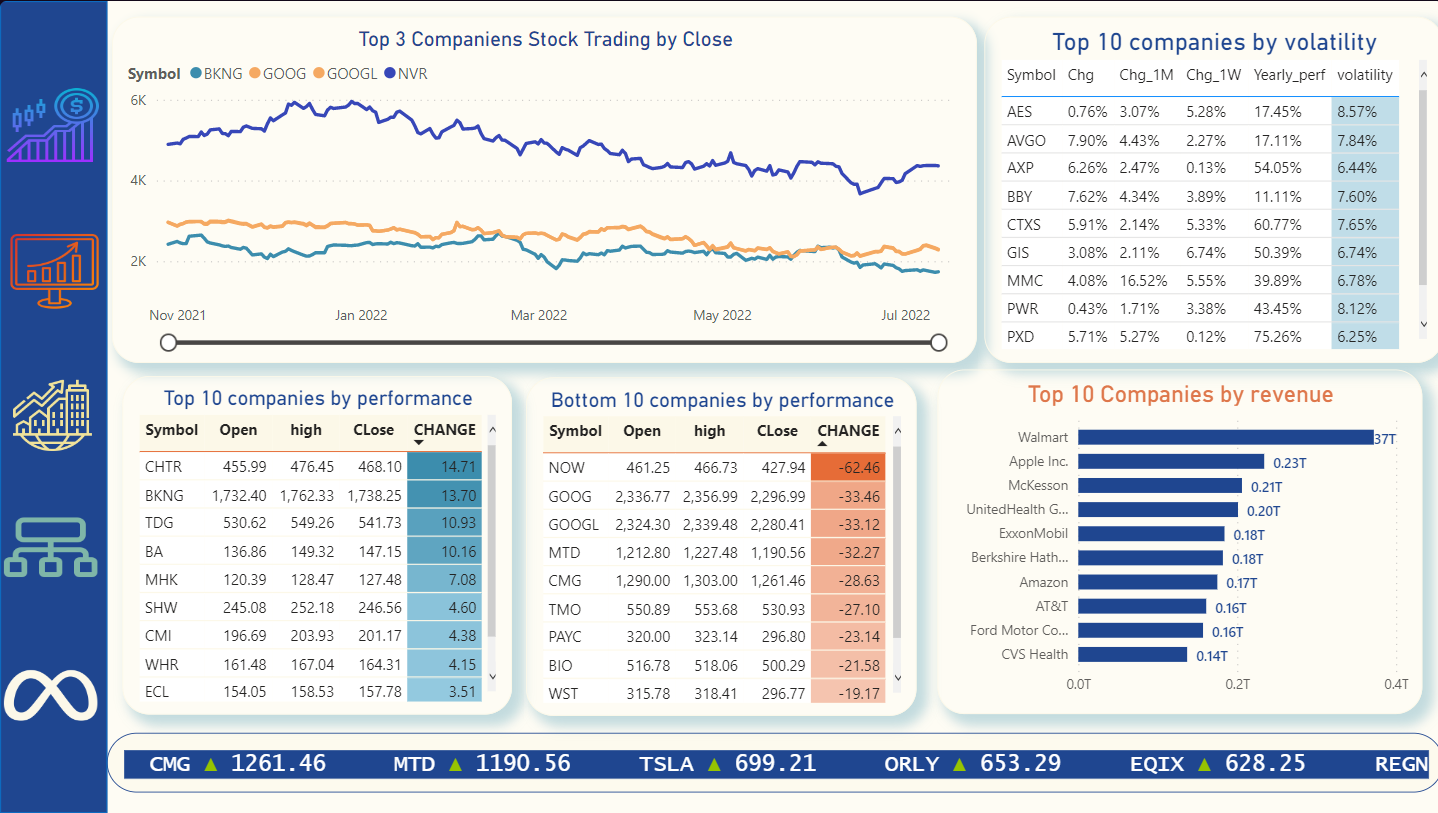 Top 3 Companiens Stock Trading by Close
Symbol BKNG GOOG GOOGL NVR
6K
4K
2K
Nov 2021 Jan 2022 Mar 2022 May 2022 Jul 2022
Top 10 companies by volatility
Symbol Chg Chg_1M Chg_1W Yearly_perf volatility
AES 0.76% 3.07% 5.28% 17.45% 8.57%
AVGO 7.90% 4.43% 2.27% 17.11% 7.84%
AXP 6.26% 2.47% 0.13% 54.05% 6.44%
BBY 7.62% 4.34% 3.89% 11.11% 7.60%
CTXS 5.91% 2.14% 5.33% 60.77% 7.65%
GIS 3.08% 2.11% 6.74% 50.39% 6.74%
MMC 4.08% 16.52% 5.55% 39.89% 6.78%
PWR 0.43% 1.71% 3.38% 43.45% 8.12%
PXD 5.71% 5.27% 0.12% 75.26% 6.25%
Top 10 companies by performance
Symbol Open high CLose CHANGE
CHTR 455.99 476.45 468.10 14.71
BKNG 1,732.40 1,762.33 1,738.25 13.70
TDG 530.62 549.26 541.73 10.93
BA 136.86 149.32 147.15 10.16
MHK 120.39 128.47 127.48 7.08
SHW 245.08 252.18 246.56 4.60
CMI 196.69 203.93 201.17 4.38
WHR 161.48 167.04 164.31 4.15
ECL 154.05 158.53 157.78 3.51
Bottom 10 companies by performance
Symbol Open high CLose CHANGE
NOW 461.25 466.73 427.94 -62.46
GOOG 2,336.77 2,356.99 2,296.99 -33.46
GOOGL 2,324.30 2,339.48 2,280.41 -33.12
MTD 1,212.80 1,227.48 1,190.56 -32.27
CMG 1,290.00 1,303.00 1,261.46 -28.63
TMO 550.89 553.68 530.93 -27.10
PAYC 320.00 323.14 296.80 -23.14
BIO 516.78 518.06 500.29 -21.58
WST 315.78 318.41 296.77 -19.17
Top 10 Companies by revenue
Walmart 37T
Apple Inc. 0.23T
McKesson 0.21T
UnitedHealth G... 0.20T
ExxonMobil 0.18T
Berkshire Hath... 0.18T
Amazon 0.17T
AT&T 0.16T
Ford Motor Co... 0.16T
CVS Health 0.14T
0.0T 0.2T 0.4T
CMG ▲ 1261.46 MTD ▲ 1190.56 TSLA ▲ 699.21 ORLY ▲ 653.29 EQIX ▲ 628.25 REGN